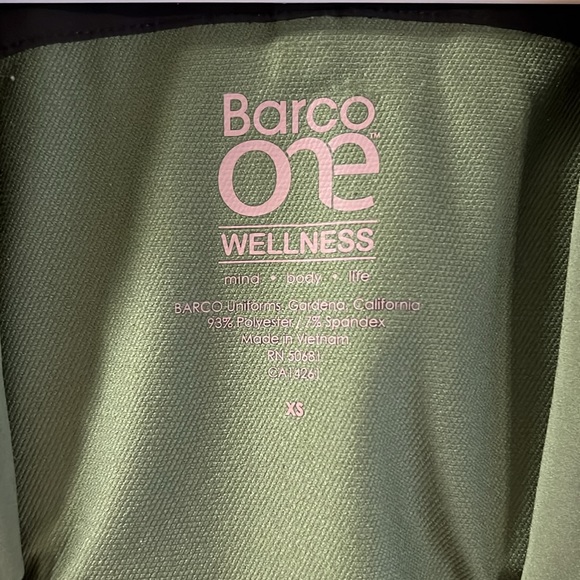 Barco
one™
WELLNESS
mind • body • life
BARCO Uniforms, Gardena, California
93% Polyester / 7% Spandex
Made in Vietnam
RN 50681
CA14261
XS